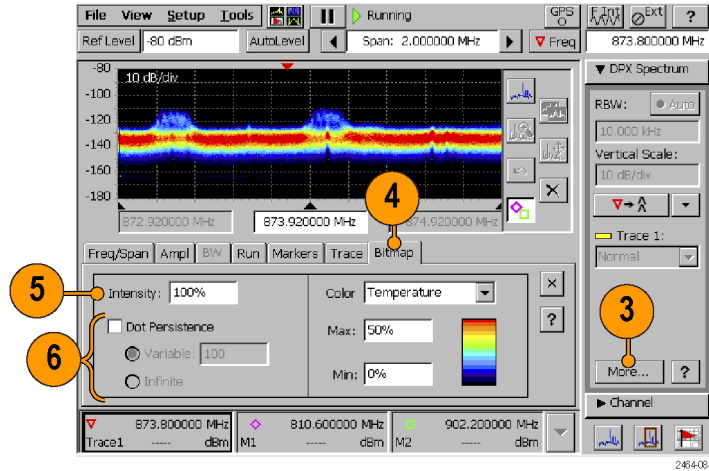 File View Setup Tools Running GPS F Int Ext ?
Ref Level -80 dBm AutoLevel Span: 2.000000 MHz Freq 873.800000 MHz
-80
10 dB/div
-100
-120
-140
-160
-180
872.920000 MHz 873.920000 MHz 874.920000 MHz
DPX Spectrum
RBW: Auto
10.000 kHz
Vertical Scale:
10 dB/div
Trace 1:
Normal
More... ?
Channel
3
4
Freq/Span Ampl BW Run Markers Trace Bitmap
5
Intensity: 100%
6
Dot Persistence
Variable: 100
Infinite
Color Temperature
Max: 50%
Min: 0%
×
?
873.800000 MHz
Trace1 ----- dBm
810.600000 MHz
M1 ----- dBm
902.200000 MHz
M2 ----- dBm
2464-08